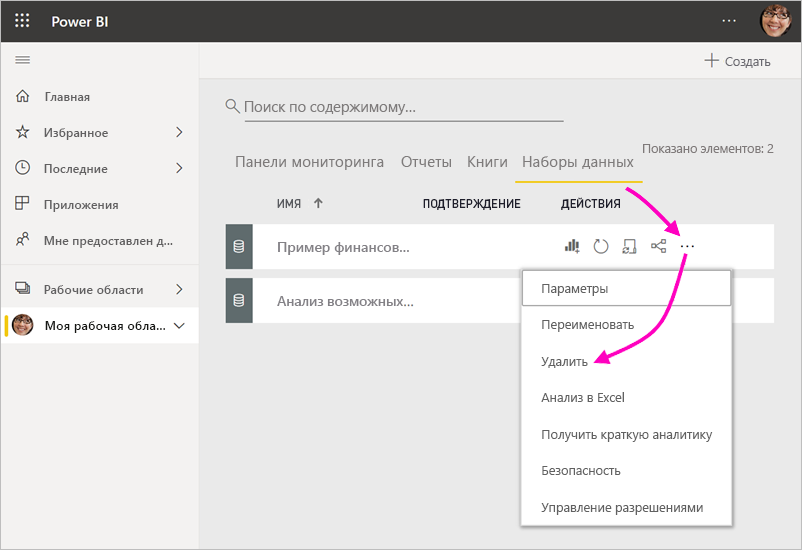 Power BI
Создать
Главная
Избранное
Последние
Приложения
Мне предоставлен д...
Рабочие области
Моя рабочая обла...
Поиск по содержимому...
Показано элементов: 2
Панели мониторинга Отчеты Книги Наборы данных
ИМЯ ПОДТВЕРЖДЕНИЕ ДЕЙСТВИЯ
Пример финансов...
Анализ возможных...
Параметры
Переименовать
Удалить
Анализ в Excel
Получить краткую аналитику
Безопасность
Управление разрешениями